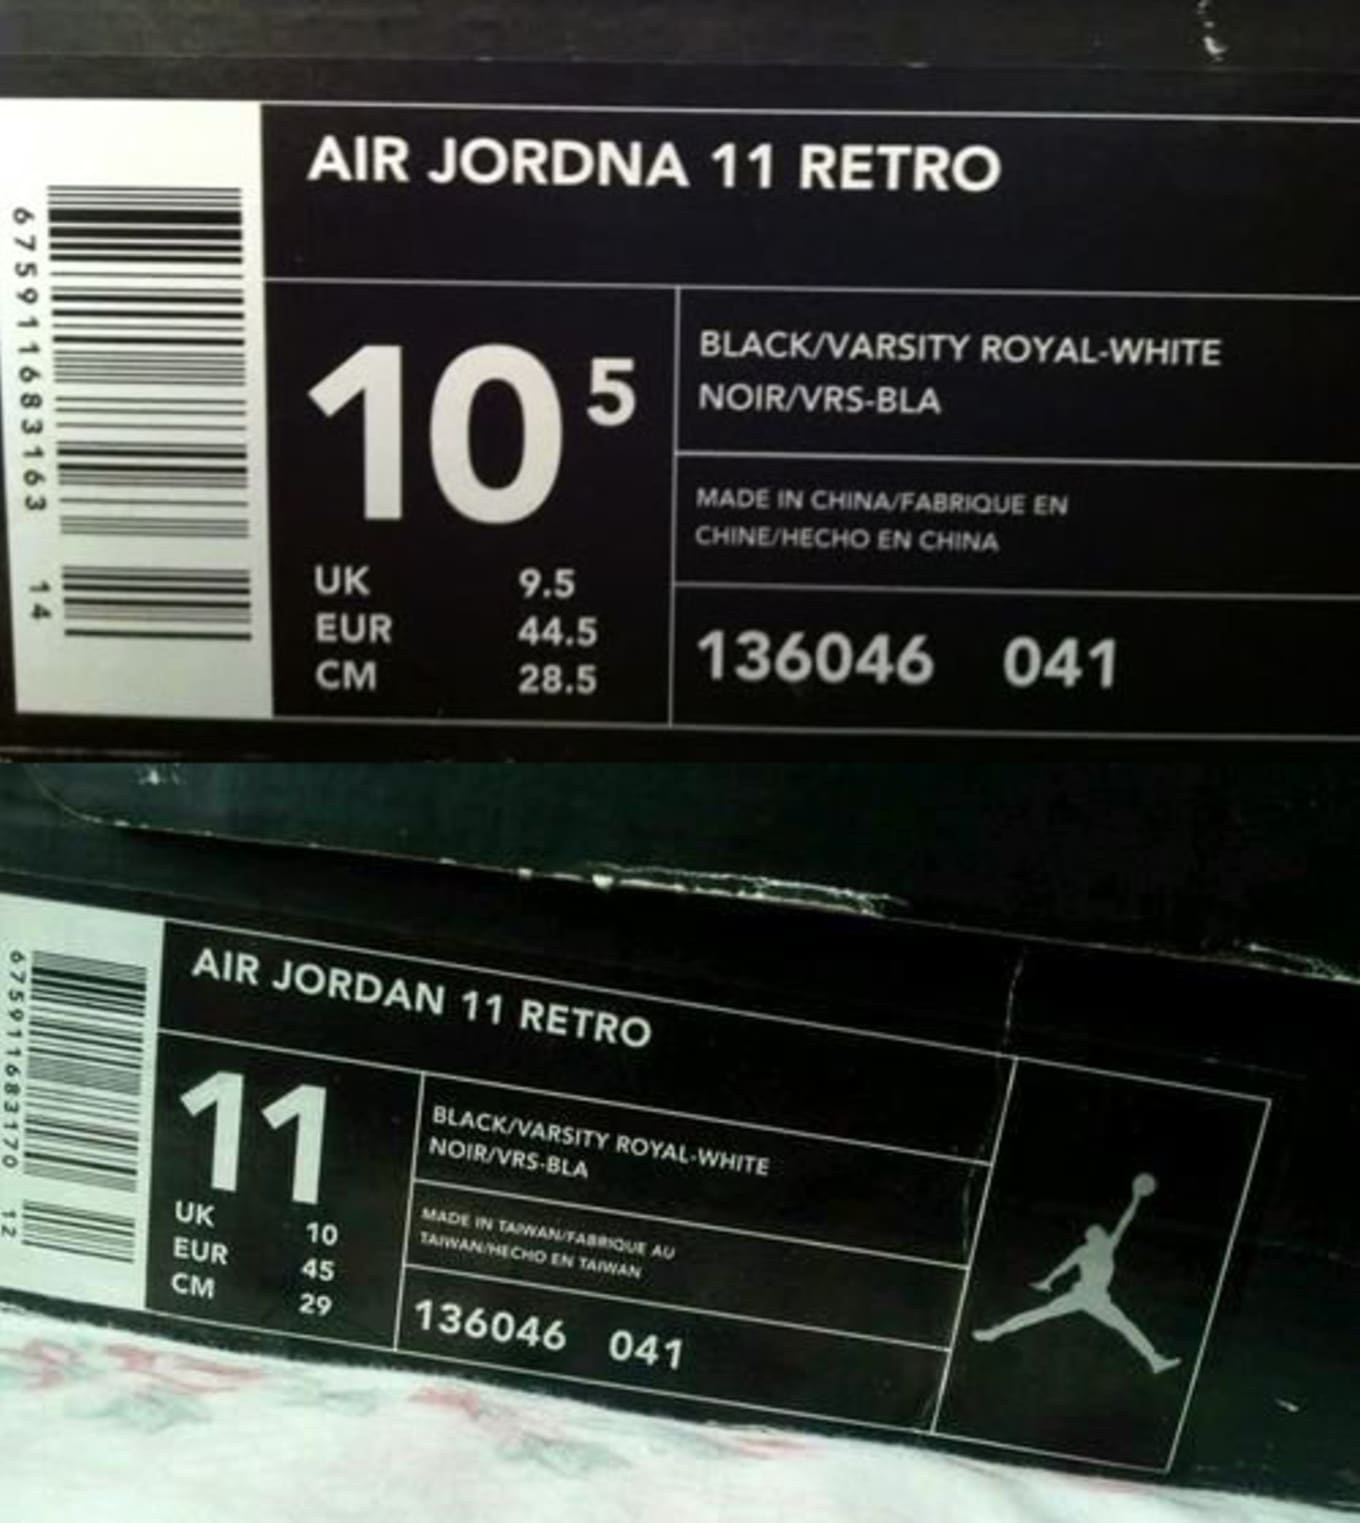 AIR JORDNA 11 RETRO
675911683163 14
10 5
UK 9.5
EUR 44.5
CM 28.5
BLACK/VARSITY ROYAL-WHITE
NOIR/VRS-BLA
MADE IN CHINA/FABRIQUE EN
CHINE/HECHO EN CHINA
136046 041
AIR JORDAN 11 RETRO
675911683170 12
11
UK 10
EUR 45
CM 29
BLACK/VARSITY ROYAL-WHITE
NOIR/VRS-BLA
MADE IN TAIWAN/FABRIQUE AU
TAIWAN/HECHO EN TAIWAN
136046 041